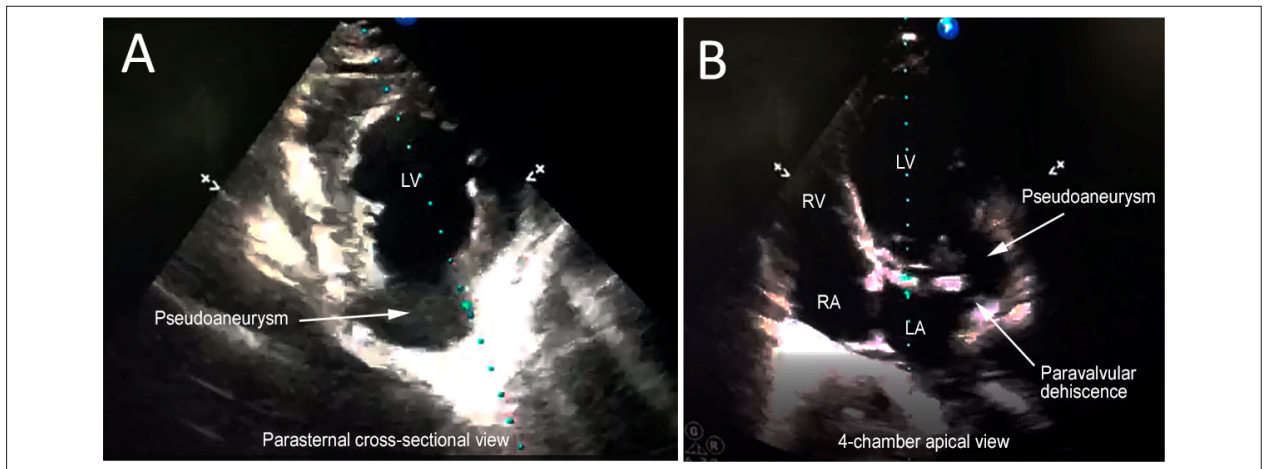 A
LV
Pseudoaneurysm
Parasternal cross-sectional view
B
LV
RV
Pseudoaneurysm
RA
LA
Paravalvular
dehiscence
4-chamber apical view
G
R